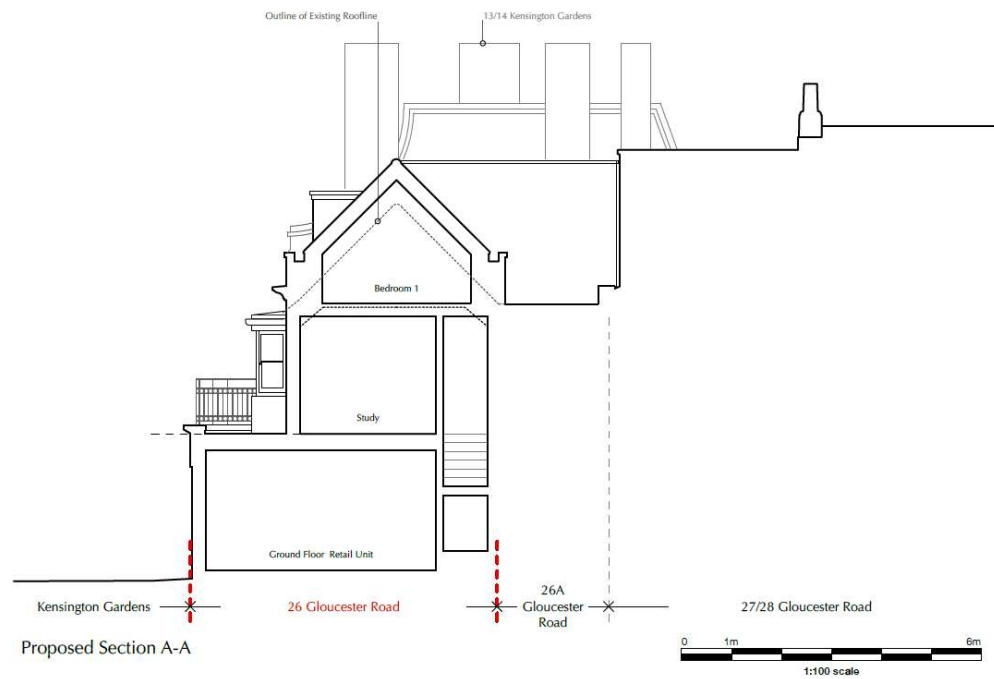 Outline of Existing Roofline
13/14 Kensington Gardens
Bedroom 1
Study
Ground Floor Retail Unit
Kensington Gardens
26 Gloucester Road
26A
Gloucester
Road
27/28 Gloucester Road
Proposed Section A-A
0 1m 6m
1:100 scale